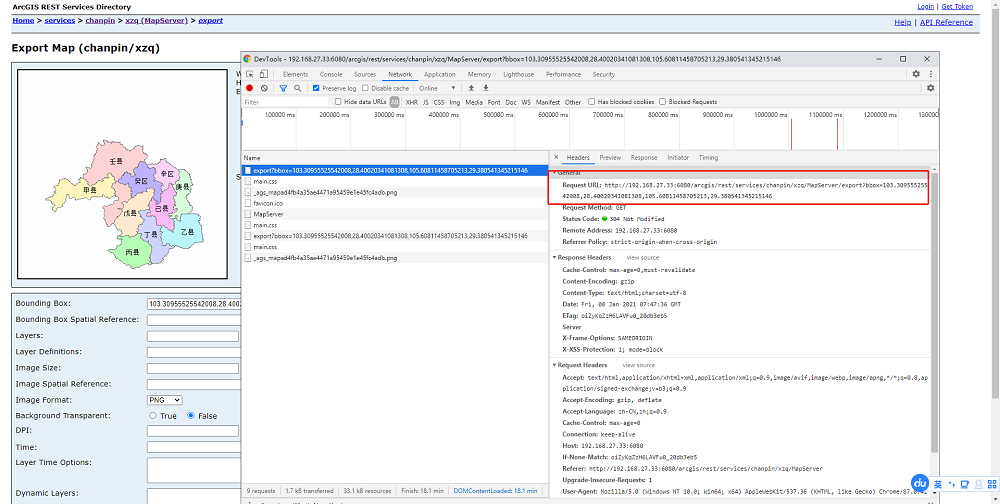 ArcGIS REST Services Directory
Login | Get Token
Home > services > chanpin > xzq (MapServer) > export
Help | API Reference
Export Map (chanpin/xzq)
壬县
辛区
甲县
癸区
庚县
戊县
己县
丁县
乙县
丙县
Bounding Box:
103.30955525542008,28.4002
Bounding Box Spatial Reference:
Layers:
Layer Definitions:
Image Size:
Image Spatial Reference:
Image Format:
PNG
Background Transparent:
True
False
DPI:
Time:
Layer Time Options:
Dynamic Layers:
DevTools - 192.168.27.33:6080/arcgis/rest/services/chanpin/xzq/MapServer/export?bbox=103.30955525542008,28.40020341081308,105.60811458705213,29.380541345215146
Elements Console Sources Network Application Memory Lighthouse Performance Security
Preserve log Disable cache Online
Filter
Hide data URLs All XHR JS CSS Img Media Font Doc WS Manifest Other Has blocked cookies Blocked Requests
100000 ms 200000 ms 300000 ms 400000 ms 500000 ms 600000 ms 700000 ms 800000 ms 900000 ms 1000000 ms 1100000 ms 1200000 ms 130000
Name
export?bbox=103.30955525542008,28.40020341081308,105.60811458705213,29.380541345215146
main.css
_ags_mapad4fb4a35ae4471a95459e1e45fc4adb.png
favicon.ico
MapServer
main.css
export?bbox=103.30955525542008,28.40020341081308,105.60811458705213,29.380541345215146
main.css
_ags_mapad4fb4a35ae4471a95459e1e45fc4adb.png
9 requests 1.7 kB transferred 33.1 kB resources Finish: 18.1 min DOMContentLoaded: 18.1 min
Headers Preview Response Initiator Timing
General
Request URL: http://192.168.27.33:6080/arcgis/rest/services/chanpin/xzq/MapServer/export?bbox=103.30955525
42008,28.40020341081308,105.60811458705213,29.380541345215146
Request Method: GET
Status Code: 304 Not Modified
Remote Address: 192.168.27.33:6080
Referrer Policy: strict-origin-when-cross-origin
Response Headers view source
Cache-Control: max-age=0,must-revalidate
Content-Encoding: gzip
Content-Type: text/html;charset=utf-8
Date: Fri, 08 Jan 2021 07:47:36 GMT
ETag: oiZyKqZzH6LAVFu0_20db3eb5
Server
X-Frame-Options: SAMEORIGIN
X-XSS-Protection: 1; mode=block
Request Headers view source
Accept: text/html,application/xhtml+xml,application/xml;q=0.9,image/avif,image/webp,image/apng,*/*;q=0.8,ap
plication/signed-exchange;v=b3;q=0.9
Accept-Encoding: gzip, deflate
Accept-Language: zh-CN,zh;q=0.9
Cache-Control: max-age=0
Connection: keep-alive
Host: 192.168.27.33:6080
If-None-Match: oiZyKqZzH6LAVFu0_20db3eb5
Referer: http://192.168.27.33:6080/arcgis/rest/services/chanpin/xzq/MapServer
Upgrade-Insecure-Requests: 1
User-Agent: Mozilla/5.0 (Windows NT 10.0; Win64; x64) AppleWebKit/537.36 (KHTML, like Gecko) Chrome/87.0.42
du 英